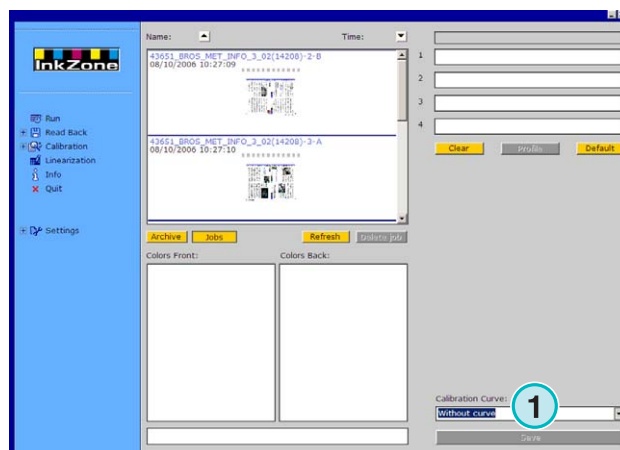 InkZone
Run
Read Back
Calibration
Linearization
Info
Quit
Settings
Name:
Time:
43651_BROS_MET_INFO_3_02(14208)-2-B
08/10/2006 10:27:09
43651_BROS_MET_INFO_3_02(14208)-3-A
08/10/2006 10:27:10
Archive
Jobs
Refresh
Delete job
Colors Front:
Colors Back:
1
2
3
4
Clear
Profile
Default
Calibration Curve:
Without curve
1
Save